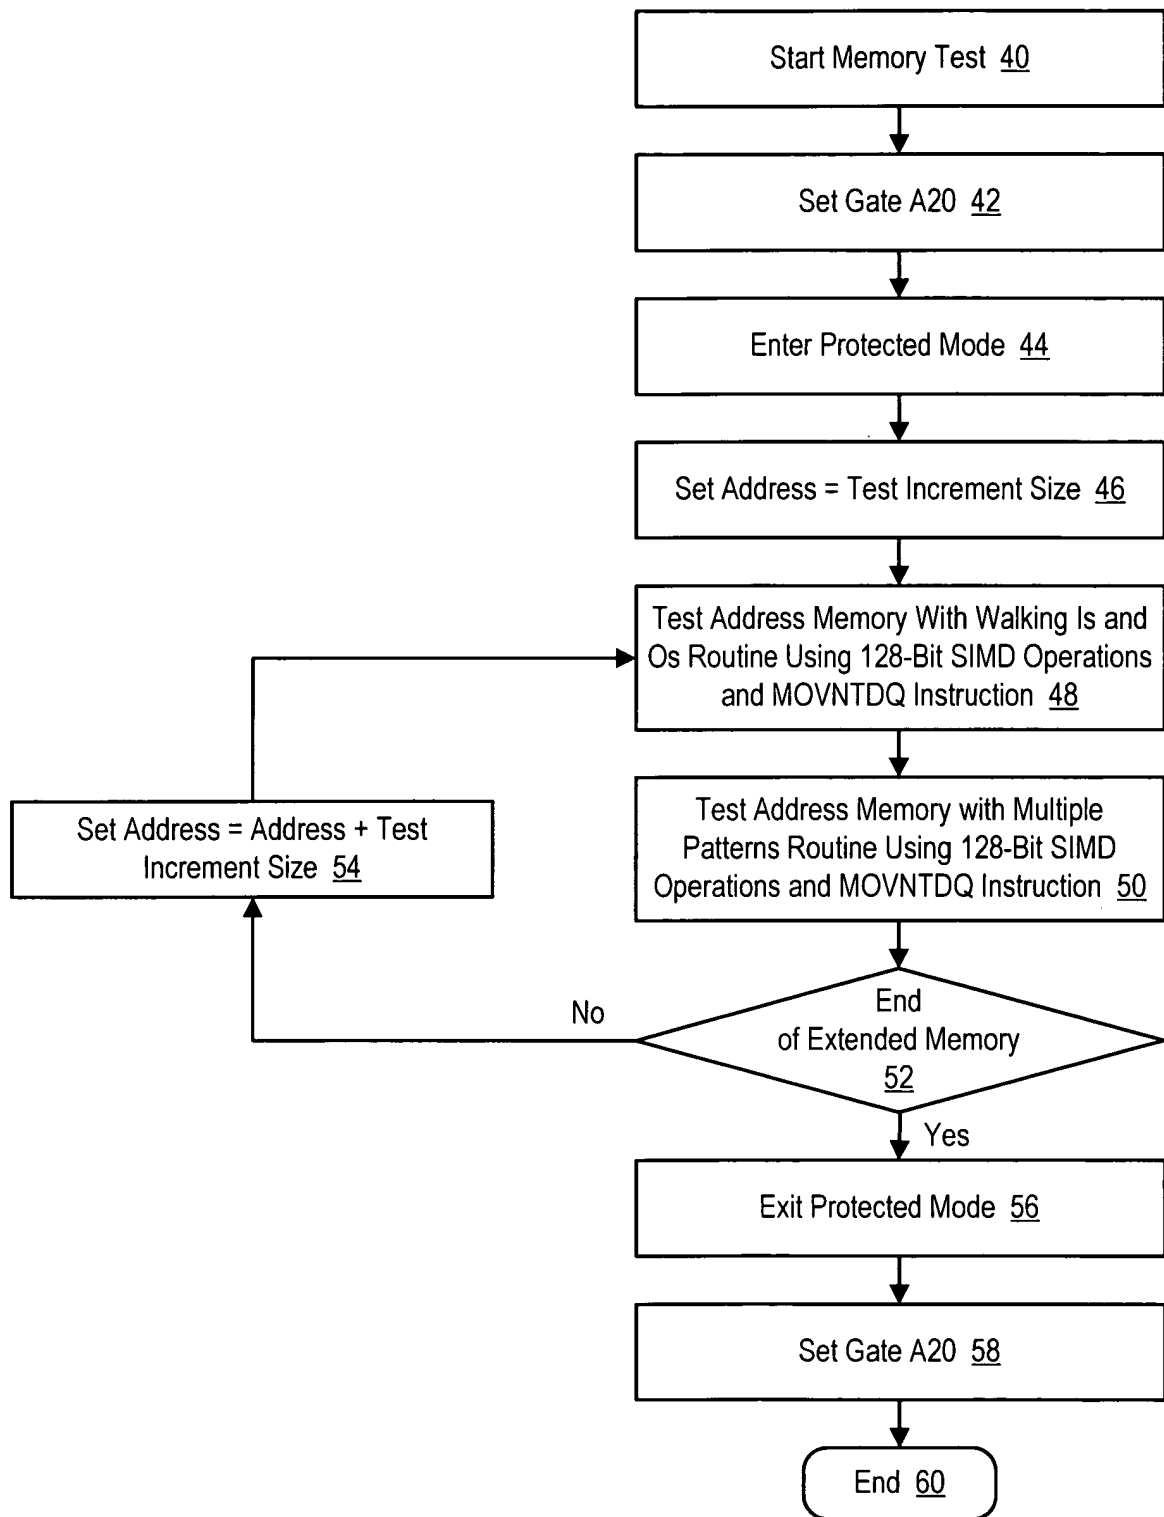 Start Memory Test 40
Set Gate A20 42
Enter Protected Mode 44
Set Address = Test Increment Size 46
Test Address Memory With Walking Is and
Os Routine Using 128-Bit SIMD Operations
and MOVNTDQ Instruction 48
Set Address = Address + Test
Increment Size 54
Test Address Memory with Multiple
Patterns Routine Using 128-Bit SIMD
Operations and MOVNTDQ Instruction 50
No
End
of Extended Memory
52
Yes
Exit Protected Mode 56
Set Gate A20 58
End 60